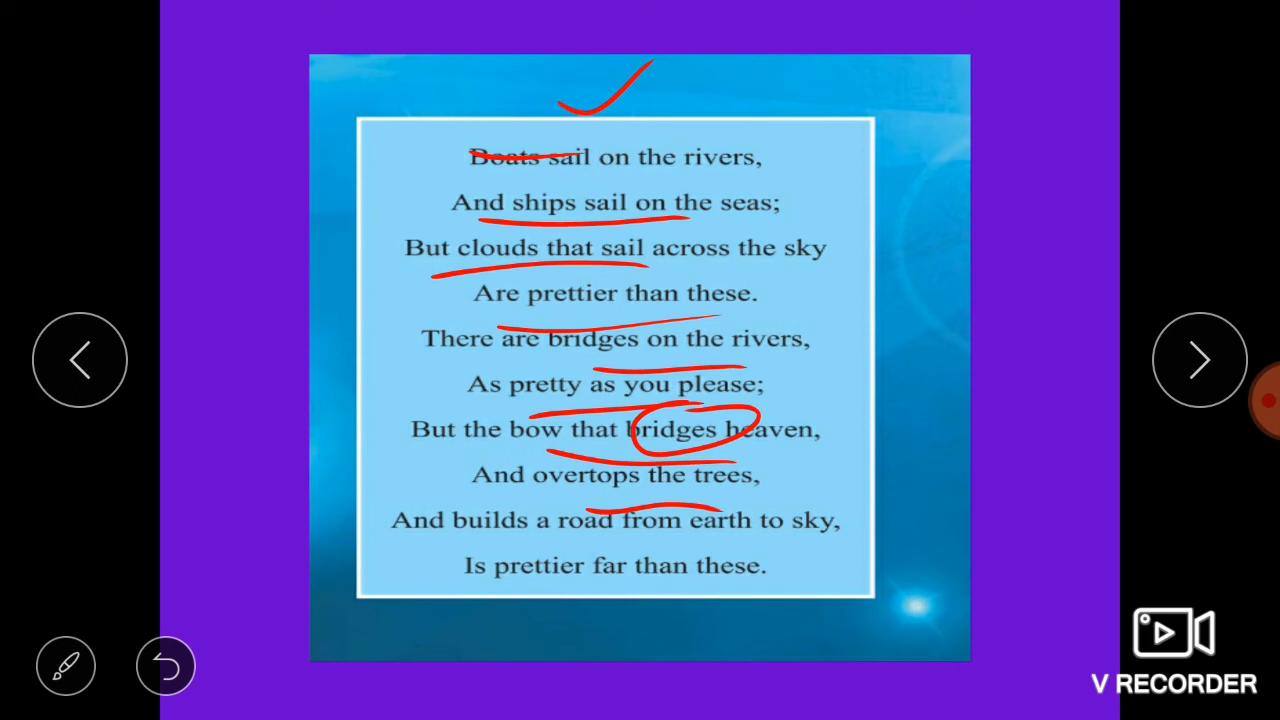 Boats sail on the rivers,
And ships sail on the seas;
But clouds that sail across the sky
Are prettier than these.
There are bridges on the rivers,
As pretty as you please;
But the bow that bridges heaven,
And overtops the trees,
And builds a road from earth to sky,
Is prettier far than these.
V RECORDER